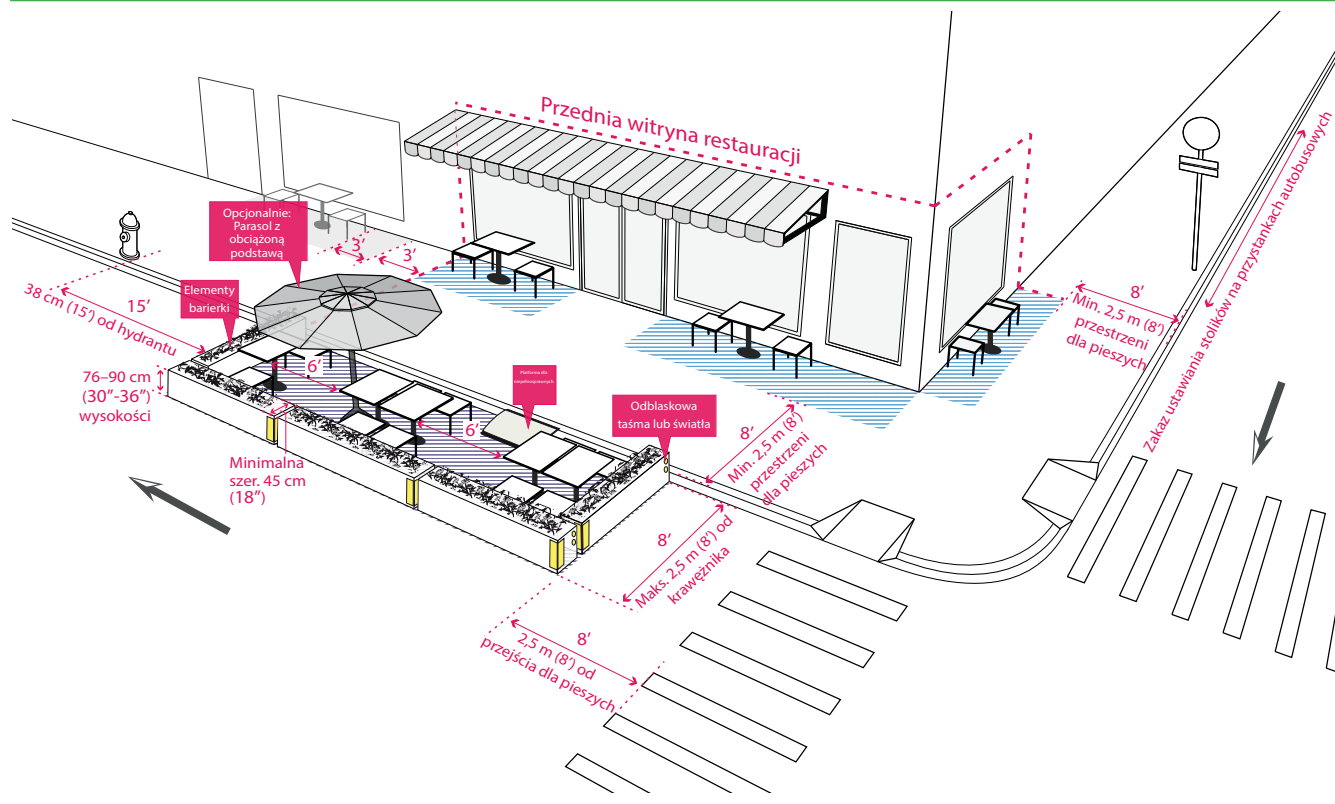 Przednia witryna restauracji
Opcjonalnie:
Parasol z
obciążoną
podstawą
3’
3’
15’
38 cm (15’) od hydrantu
Elementy
barierki
76–90 cm
(30”-36”)
wysokości
6’
6’
Platforma dla
niepełnosprawnych
Odblaskowa
taśma lub światła
Minimalna
szer. 45 cm
(18”)
8’
Min. 2,5 m (8’)
przestrzeni
dla pieszych
8’
Maks. 2,5 m (8’) od
krawężnika
8’
2,5 m (8’) od
przejścia dla pieszych
8’
Min. 2,5 m (8’)
przestrzeni
dla pieszych
Zakaz ustawiania stolików na przystankach autobusowych